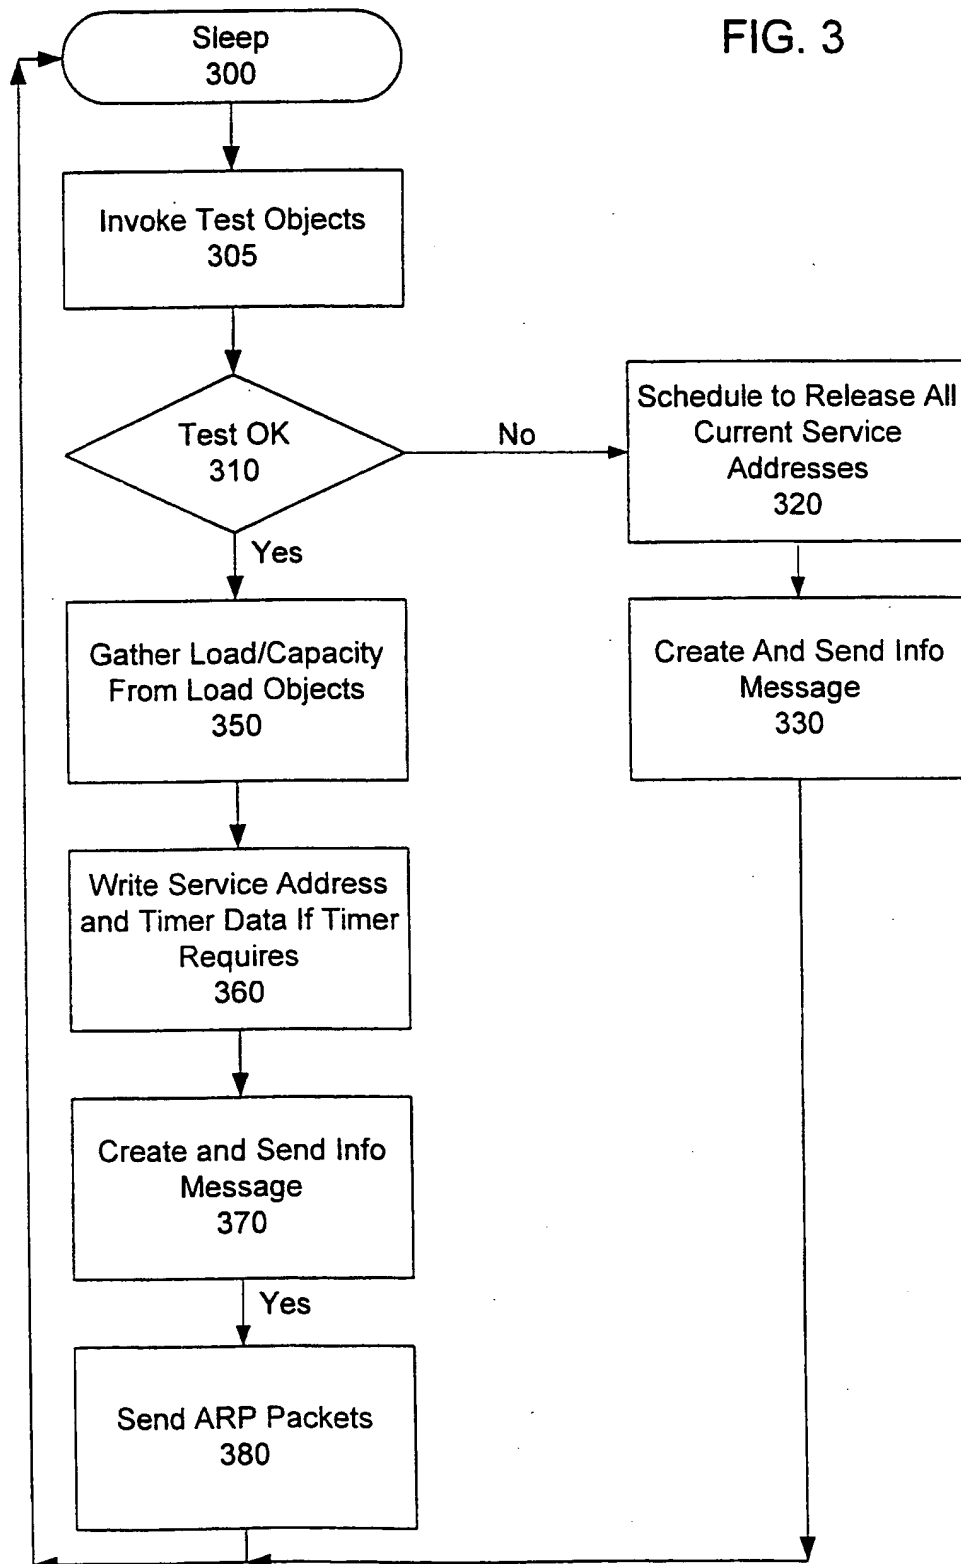 FIG. 3
Sleep
300
Invoke Test Objects
305
Test OK
310
No
Yes
Schedule to Release All
Current Service
Addresses
320
Create And Send Info
Message
330
Gather Load/Capacity
From Load Objects
350
Write Service Address
and Timer Data If Timer
Requires
360
Create and Send Info
Message
370
Yes
Send ARP Packets
380